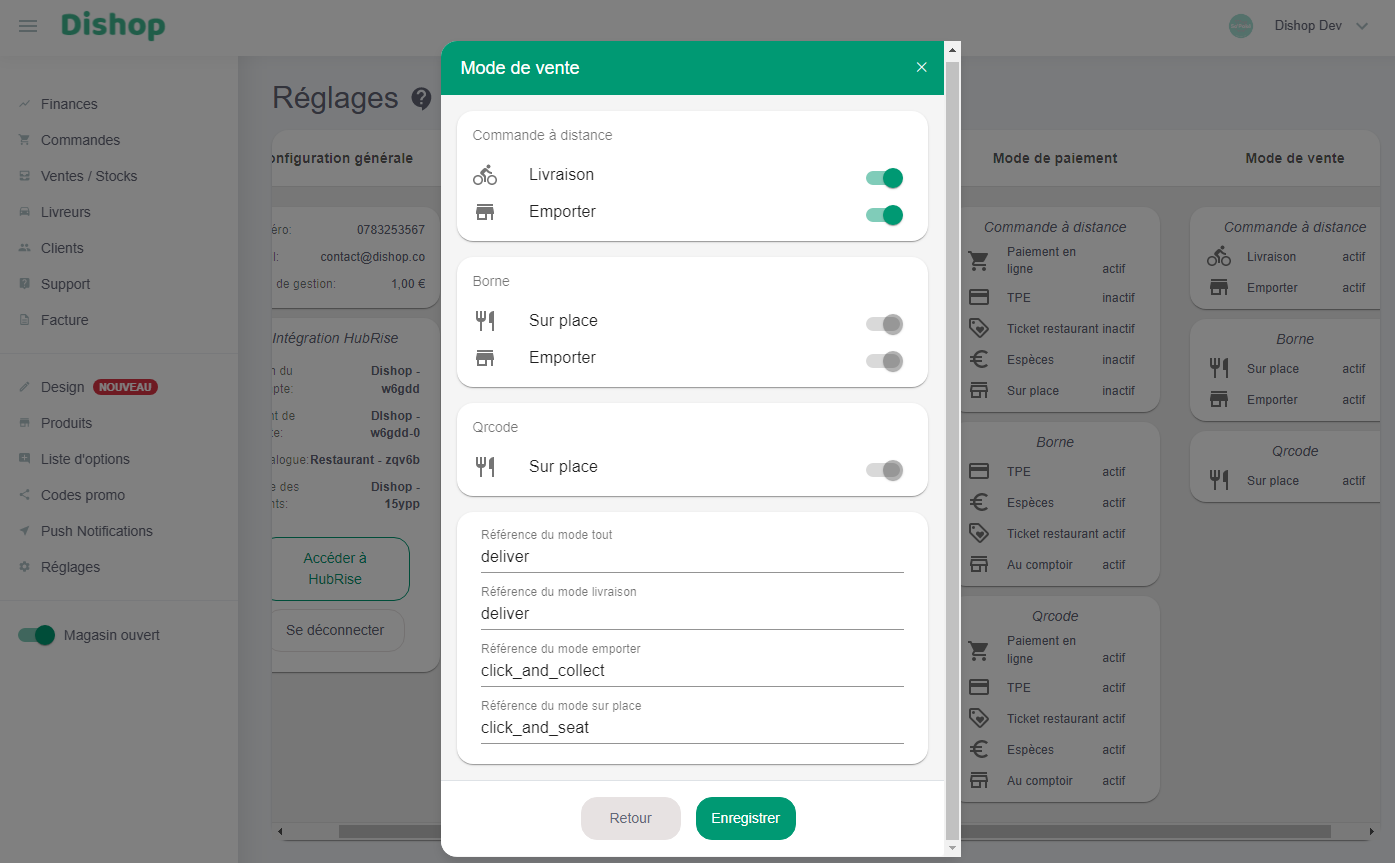 Dishop
Dishop Dev
Finances
Commandes
Ventes / Stocks
Livreurs
Clients
Support
Facture
Design NOUVEAU
Produits
Liste d'options
Codes promo
Push Notifications
Réglages
Magasin ouvert
Réglages
onfiguration générale
éro: 0783253567
l: contact@dishop.co
de gestion: 1,00 €
Intégration HubRise
n du Dishop -
pte: w6gdd
nt de DIshop -
te: w6gdd-0
alogue: Restaurant - zqv6b
e des Dishop -
nts: 15ypp
Accéder à
HubRise
Se déconnecter
Mode de vente
Commande à distance
Livraison
Emporter
Borne
Sur place
Emporter
Qrcode
Sur place
Référence du mode tout
deliver
Référence du mode livraison
deliver
Référence du mode emporter
click_and_collect
Référence du mode sur place
click_and_seat
Retour
Enregistrer
Mode de paiement
Commande à distance
Paiement en
ligne actif
TPE inactif
Ticket restaurant inactif
Espèces inactif
Sur place inactif
Borne
TPE actif
Espèces actif
Ticket restaurant actif
Au comptoir actif
Qrcode
Paiement en
ligne actif
TPE actif
Ticket restaurant actif
Espèces actif
Au comptoir actif
Mode de vente
Commande à distance
Livraison actif
Emporter actif
Borne
Sur place actif
Emporter actif
Qrcode
Sur place actif